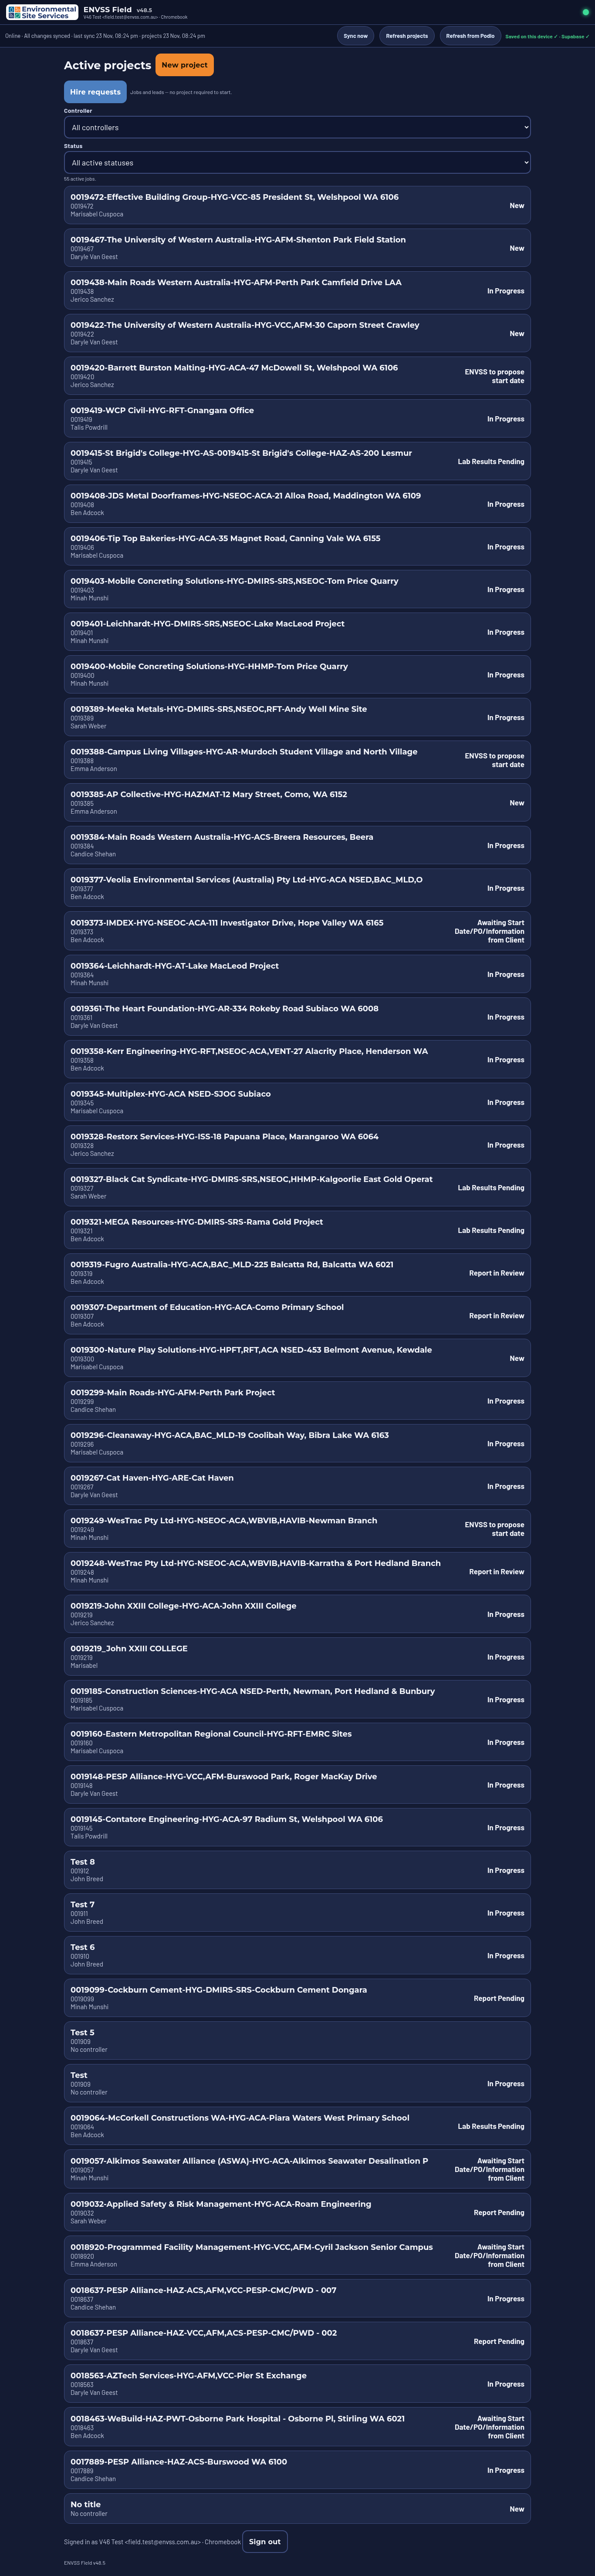 Environmental
Site Services
ENVSS Field v48.5
V46 Test <field.test@envss.com.au> · Chromebook
Online · All changes synced · last sync 23 Nov, 08:24 pm · projects 23 Nov, 08:24 pm
Sync now
Refresh projects
Refresh from Podio
Saved on this device ✓ · Supabase ✓
Active projects
New project
Hire requests
Jobs and leads — no project required to start.
Controller
All controllers
Status
All active statuses
55 active jobs.
0019472-Effective Building Group-HYG-VCC-85 President St, Welshpool WA 6106
0019472
Marisabel Cuspoca
New
0019467-The University of Western Australia-HYG-AFM-Shenton Park Field Station
0019467
Daryle Van Geest
New
0019438-Main Roads Western Australia-HYG-AFM-Perth Park Camfield Drive LAA
0019438
Jerico Sanchez
In Progress
0019422-The University of Western Australia-HYG-VCC,AFM-30 Caporn Street Crawley
0019422
Daryle Van Geest
New
0019420-Barrett Burston Malting-HYG-ACA-47 McDowell St, Welshpool WA 6106
0019420
Jerico Sanchez
ENVSS to propose
start date
0019419-WCP Civil-HYG-RFT-Gnangara Office
0019419
Talis Powdrill
In Progress
0019415-St Brigid's College-HYG-AS-0019415-St Brigid's College-HAZ-AS-200 Lesmur
0019415
Daryle Van Geest
Lab Results Pending
0019408-JDS Metal Doorframes-HYG-NSEOC-ACA-21 Alloa Road, Maddington WA 6109
0019408
Ben Adcock
In Progress
0019406-Tip Top Bakeries-HYG-ACA-35 Magnet Road, Canning Vale WA 6155
0019406
Marisabel Cuspoca
In Progress
0019403-Mobile Concreting Solutions-HYG-DMIRS-SRS,NSEOC-Tom Price Quarry
0019403
Minah Munshi
In Progress
0019401-Leichhardt-HYG-DMIRS-SRS,NSEOC-Lake MacLeod Project
0019401
Minah Munshi
In Progress
0019400-Mobile Concreting Solutions-HYG-HHMP-Tom Price Quarry
0019400
Minah Munshi
In Progress
0019389-Meeka Metals-HYG-DMIRS-SRS,NSEOC,RFT-Andy Well Mine Site
0019389
Sarah Weber
In Progress
0019388-Campus Living Villages-HYG-AR-Murdoch Student Village and North Village
0019388
Emma Anderson
ENVSS to propose
start date
0019385-AP Collective-HYG-HAZMAT-12 Mary Street, Como, WA 6152
0019385
Emma Anderson
New
0019384-Main Roads Western Australia-HYG-ACS-Breera Resources, Beera
0019384
Candice Shehan
In Progress
0019377-Veolia Environmental Services (Australia) Pty Ltd-HYG-ACA NSED,BAC_MLD,O
0019377
Ben Adcock
In Progress
0019373-IMDEX-HYG-NSEOC-ACA-111 Investigator Drive, Hope Valley WA 6165
0019373
Ben Adcock
Awaiting Start
Date/PO/Information
from Client
0019364-Leichhardt-HYG-AT-Lake MacLeod Project
0019364
Minah Munshi
In Progress
0019361-The Heart Foundation-HYG-AR-334 Rokeby Road Subiaco WA 6008
0019361
Daryle Van Geest
In Progress
0019358-Kerr Engineering-HYG-RFT,NSEOC-ACA,VENT-27 Alacrity Place, Henderson WA
0019358
Ben Adcock
In Progress
0019345-Multiplex-HYG-ACA NSED-SJOG Subiaco
0019345
Marisabel Cuspoca
In Progress
0019328-Restorx Services-HYG-ISS-18 Papuana Place, Marangaroo WA 6064
0019328
Jerico Sanchez
In Progress
0019327-Black Cat Syndicate-HYG-DMIRS-SRS,NSEOC,HHMP-Kalgoorlie East Gold Operat
0019327
Sarah Weber
Lab Results Pending
0019321-MEGA Resources-HYG-DMIRS-SRS-Rama Gold Project
0019321
Ben Adcock
Lab Results Pending
0019319-Fugro Australia-HYG-ACA,BAC_MLD-225 Balcatta Rd, Balcatta WA 6021
0019319
Ben Adcock
Report in Review
0019307-Department of Education-HYG-ACA-Como Primary School
0019307
Ben Adcock
Report in Review
0019300-Nature Play Solutions-HYG-HPFT,RFT,ACA NSED-453 Belmont Avenue, Kewdale
0019300
Marisabel Cuspoca
New
0019299-Main Roads-HYG-AFM-Perth Park Project
0019299
Candice Shehan
In Progress
0019296-Cleanaway-HYG-ACA,BAC_MLD-19 Coolibah Way, Bibra Lake WA 6163
0019296
Marisabel Cuspoca
In Progress
0019267-Cat Haven-HYG-ARE-Cat Haven
0019267
Daryle Van Geest
In Progress
0019249-WesTrac Pty Ltd-HYG-NSEOC-ACA,WBVIB,HAVIB-Newman Branch
0019249
Minah Munshi
ENVSS to propose
start date
0019248-WesTrac Pty Ltd-HYG-NSEOC-ACA,WBVIB,HAVIB-Karratha & Port Hedland Branch
0019248
Minah Munshi
Report in Review
0019219-John XXIII College-HYG-ACA-John XXIII College
0019219
Jerico Sanchez
In Progress
0019219_John XXIII COLLEGE
0019219
Marisabel
In Progress
0019185-Construction Sciences-HYG-ACA NSED-Perth, Newman, Port Hedland & Bunbury
0019185
Marisabel Cuspoca
In Progress
0019160-Eastern Metropolitan Regional Council-HYG-RFT-EMRC Sites
0019160
Marisabel Cuspoca
In Progress
0019148-PESP Alliance-HYG-VCC,AFM-Burswood Park, Roger MacKay Drive
0019148
Daryle Van Geest
In Progress
0019145-Contatore Engineering-HYG-ACA-97 Radium St, Welshpool WA 6106
0019145
Talis Powdrill
In Progress
Test 8
001912
John Breed
In Progress
Test 7
001911
John Breed
In Progress
Test 6
001910
John Breed
In Progress
0019099-Cockburn Cement-HYG-DMIRS-SRS-Cockburn Cement Dongara
0019099
Minah Munshi
Report Pending
Test 5
001909
No controller
Test
001909
No controller
In Progress
0019064-McCorkell Constructions WA-HYG-ACA-Piara Waters West Primary School
0019064
Ben Adcock
Lab Results Pending
0019057-Alkimos Seawater Alliance (ASWA)-HYG-ACA-Alkimos Seawater Desalination P
0019057
Minah Munshi
Awaiting Start
Date/PO/Information
from Client
0019032-Applied Safety & Risk Management-HYG-ACA-Roam Engineering
0019032
Sarah Weber
Report Pending
0018920-Programmed Facility Management-HYG-VCC,AFM-Cyril Jackson Senior Campus
0018920
Emma Anderson
Awaiting Start
Date/PO/Information
from Client
0018637-PESP Alliance-HAZ-ACS,AFM,VCC-PESP-CMC/PWD - 007
0018637
Candice Shehan
In Progress
0018637-PESP Alliance-HAZ-VCC,AFM,ACS-PESP-CMC/PWD - 002
0018637
Daryle Van Geest
Report Pending
0018563-AZTech Services-HYG-AFM,VCC-Pier St Exchange
0018563
Daryle Van Geest
In Progress
0018463-WeBuild-HAZ-PWT-Osborne Park Hospital - Osborne Pl, Stirling WA 6021
0018463
Ben Adcock
Awaiting Start
Date/PO/Information
from Client
0017889-PESP Alliance-HAZ-ACS-Burswood WA 6100
0017889
Candice Shehan
In Progress
No title
No controller
New
Signed in as V46 Test <field.test@envss.com.au> · Chromebook
Sign out
ENVSS Field v48.5